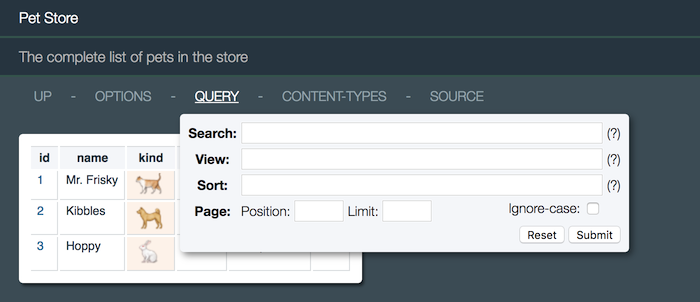 Pet Store
The complete list of pets in the store
UP - OPTIONS - QUERY - CONTENT-TYPES - SOURCE
Search: (?)
View: (?)
Sort: (?)
Page: Position: Limit: Ignore-case:
Reset Submit
id name kind
1 Mr. Frisky
2 Kibbles
3 Hoppy